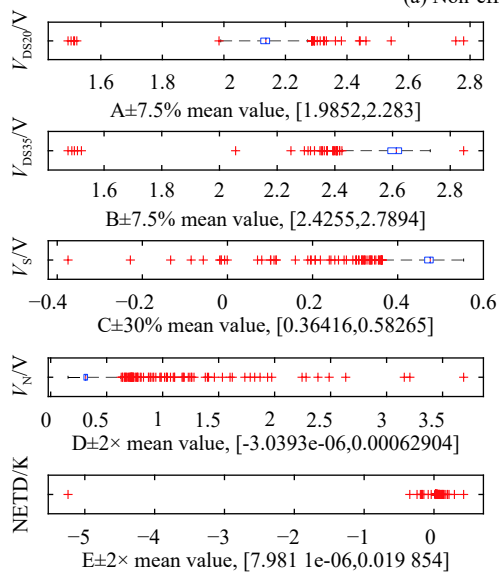 (a) Non-eff
V_DS20/V
1.6 1.8 2 2.2 2.4 2.6 2.8
A±7.5% mean value, [1.9852,2.283]
V_DS35/V
1.6 1.8 2 2.2 2.4 2.6 2.8
B±7.5% mean value, [2.4255,2.7894]
V_S/V
−0.4 −0.2 0 0.2 0.4 0.6
C±30% mean value, [0.36416,0.58265]
V_N/V
0 0.5 1 1.5 2 2.5 3 3.5
D±2× mean value, [-3.0393e-06,0.00062904]
NETD/K
−5 −4 −3 −2 −1 0
E±2× mean value, [7.981 1e-06,0.019 854]